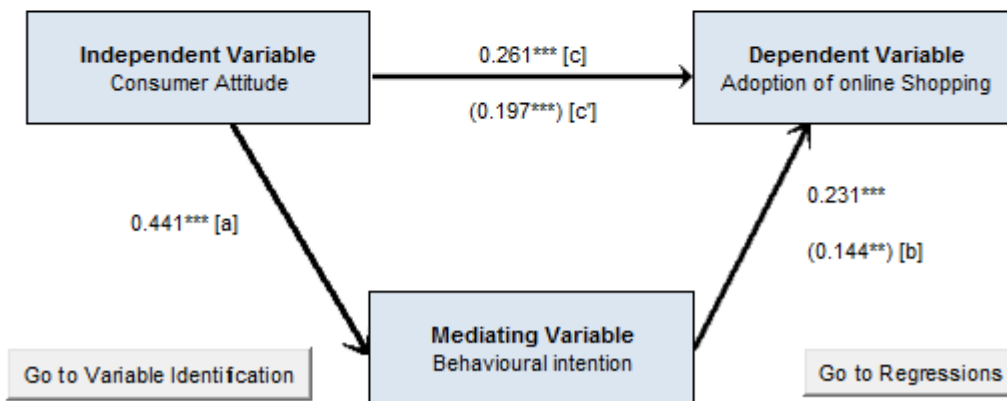 Independent Variable
Consumer Attitude
0.261*** [c]
(0.197***) [c']
Dependent Variable
Adoption of online Shopping
0.441*** [a]
0.231***
(0.144**) [b]
Mediating Variable
Behavioural intention
Go to Variable Identification
Go to Regressions